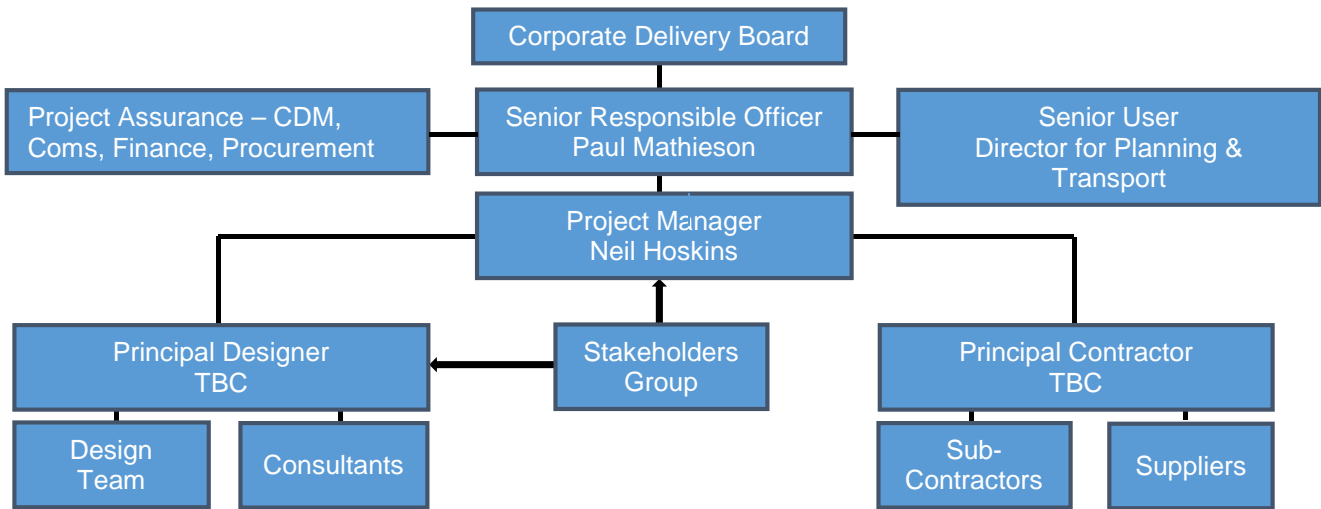 Corporate Delivery Board
Project Assurance – CDM,
Coms, Finance, Procurement
Senior Responsible Officer
Paul Mathieson
Senior User
Director for Planning &
Transport
Project Manager
Neil Hoskins
Principal Designer
TBC
Stakeholders
Group
Principal Contractor
TBC
Design
Team
Consultants
Sub-
Contractors
Suppliers